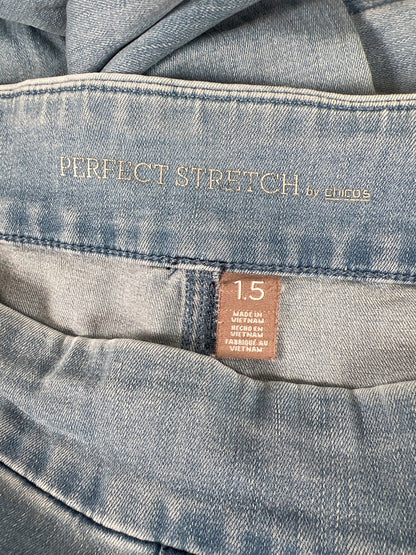 PERFECT STRETCH by chico's
1.5
MADE IN
VIETNAM
HECHO EN
VIETNAM
FABRIQUÉ AU
VIETNAM